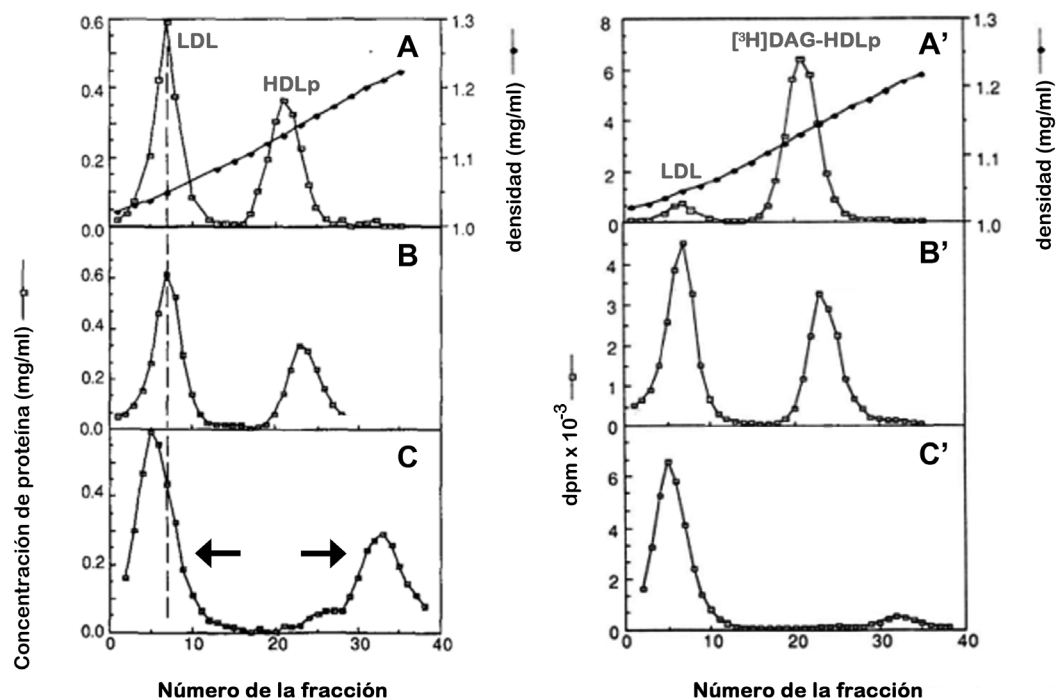 0.6
0.4
0.2
0.0
1.3
1.2
1.1
1.0
LDL
HDLp
A
densidad (mg/ml)
8
6
4
2
0
1.3
1.2
1.1
1.0
[³H]DAG-HDLp
LDL
A'
densidad (mg/ml)
0.6
0.4
0.2
0.0
B
4
3
2
1
0
B'
0.4
0.2
0.0
C
6
4
2
0
C'
0 10 20 30 40
0 10 20 30 40
Concentración de proteína (mg/ml)
dpm x 10⁻³
Número de la fracción
Número de la fracción